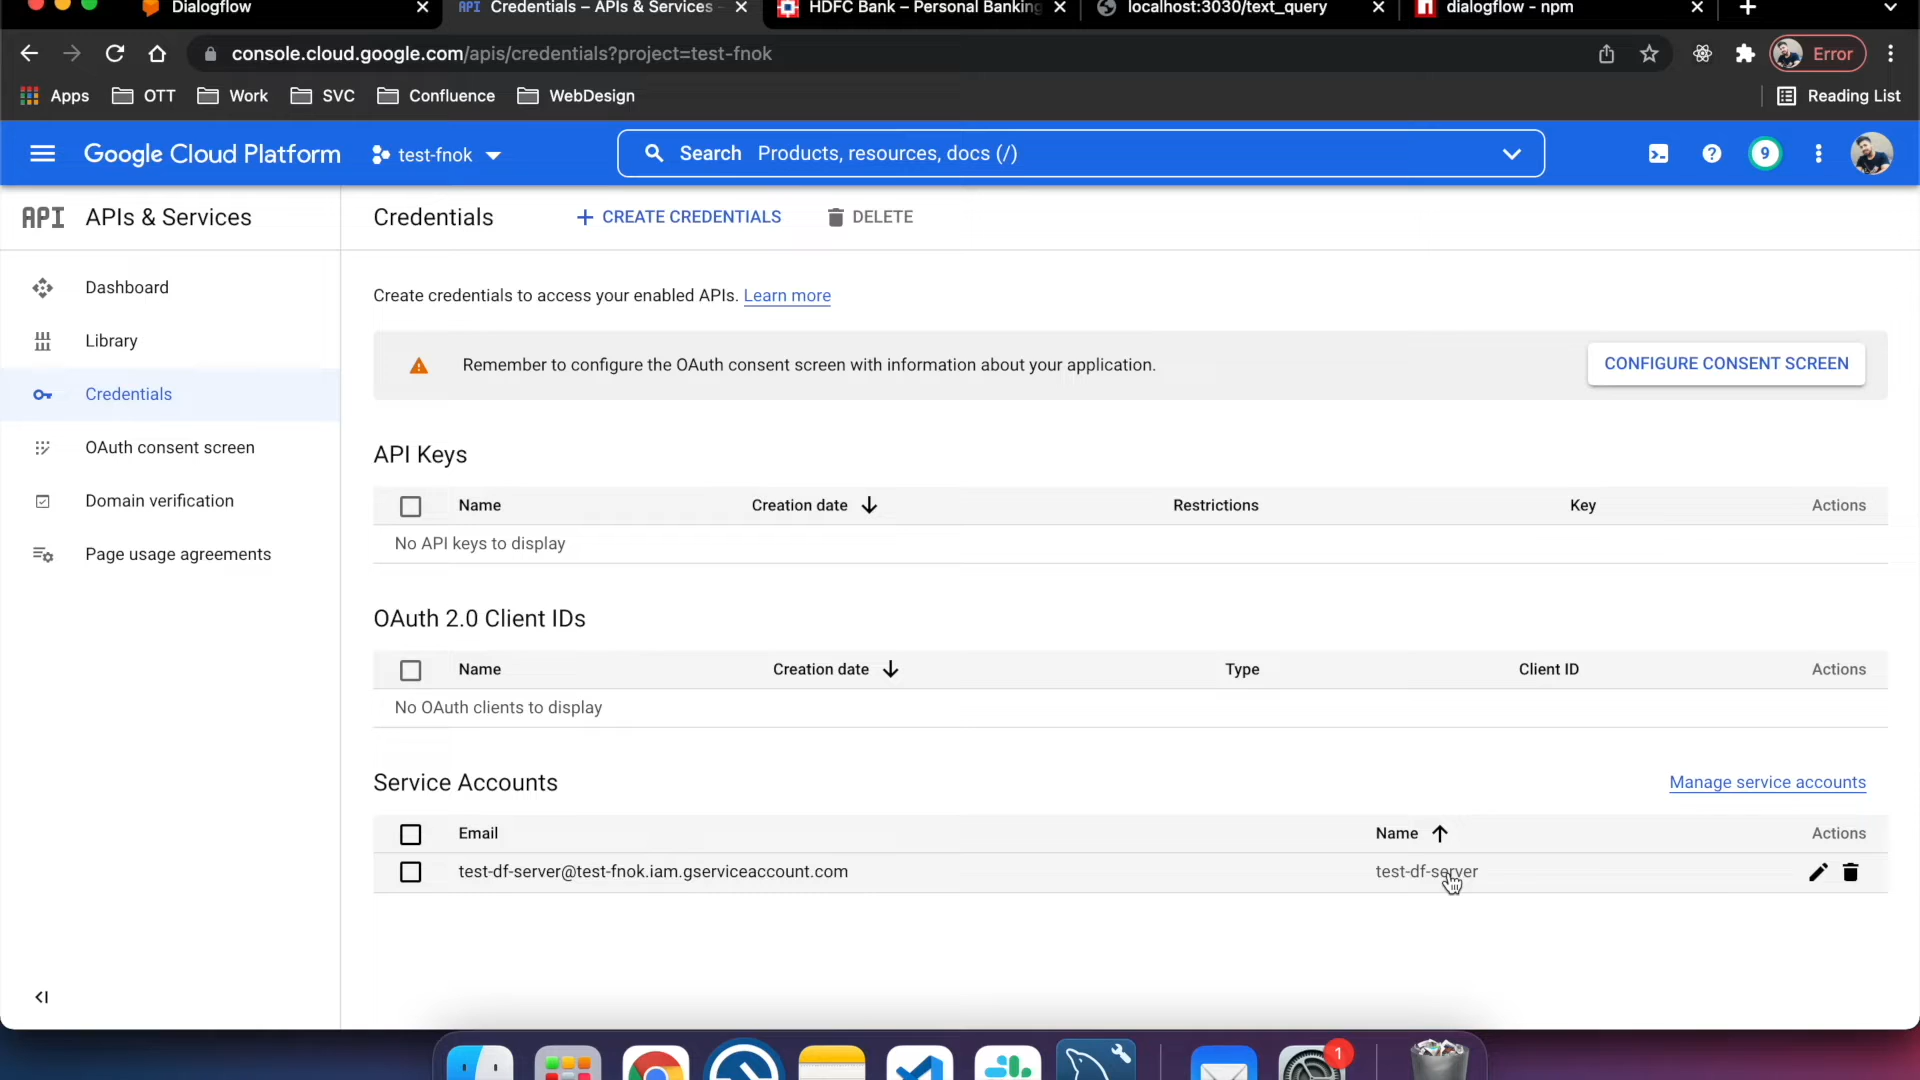 Dialogflow
API Credentials – APIs & Services –
HDFC Bank – Personal Banking
localhost:3030/text_query
n dialogflow - npm
console.cloud.google.com/apis/credentials?project=test-fnok
Error
Apps OTT Work SVC Confluence WebDesign Reading List
Google Cloud Platform test-fnok Search Products, resources, docs (/) 9
API APIs & Services Credentials + CREATE CREDENTIALS DELETE
Dashboard
Library
Credentials
OAuth consent screen
Domain verification
Page usage agreements
Create credentials to access your enabled APIs. Learn more
Remember to configure the OAuth consent screen with information about your application. CONFIGURE CONSENT SCREEN
API Keys
Name Creation date Restrictions Key Actions
No API keys to display
OAuth 2.0 Client IDs
Name Creation date Type Client ID Actions
No OAuth clients to display
Service Accounts Manage service accounts
Email Name Actions
test-df-server@test-fnok.iam.gserviceaccount.com test-df-server
1